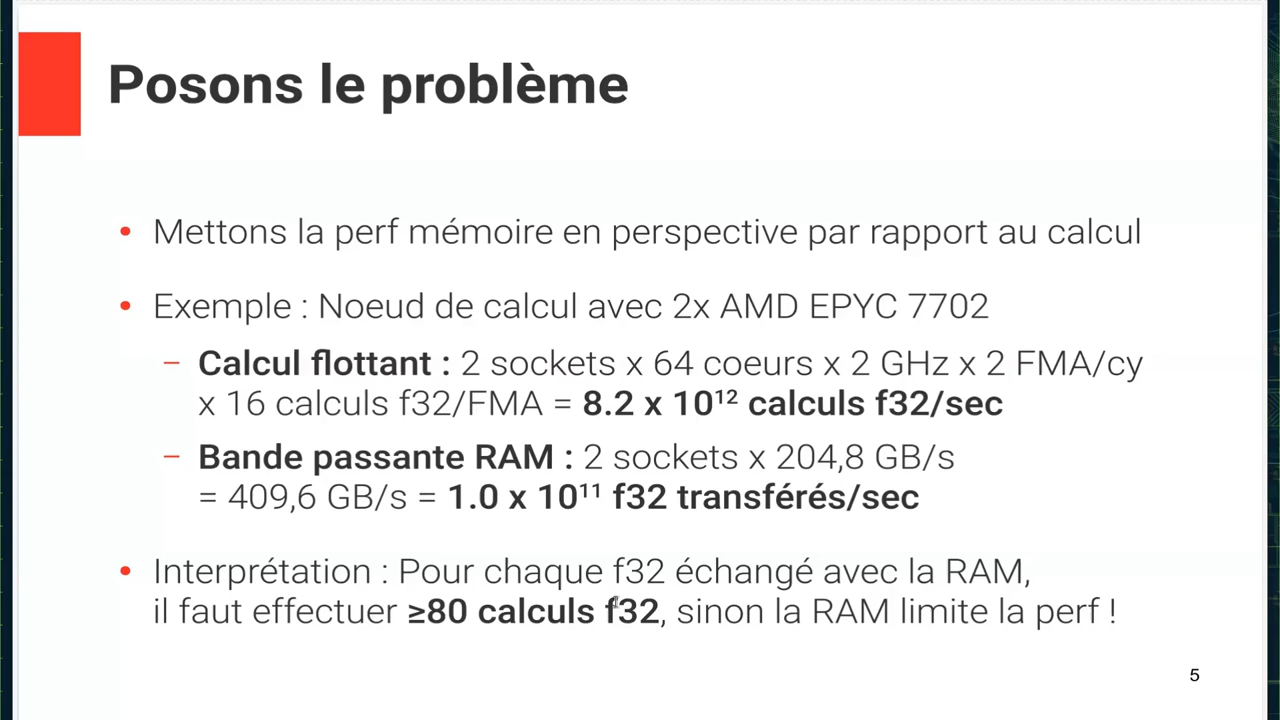 Posons le problème
• Mettons la perf mémoire en perspective par rapport au calcul
• Exemple : Noeud de calcul avec 2x AMD EPYC 7702
– Calcul flottant : 2 sockets x 64 coeurs x 2 GHz x 2 FMA/cy
x 16 calculs f32/FMA = 8.2 x 10¹² calculs f32/sec
– Bande passante RAM : 2 sockets x 204,8 GB/s
= 409,6 GB/s = 1.0 x 10¹¹ f32 transférés/sec
• Interprétation : Pour chaque f32 échangé avec la RAM,
il faut effectuer ≥80 calculs f32, sinon la RAM limite la perf !
5